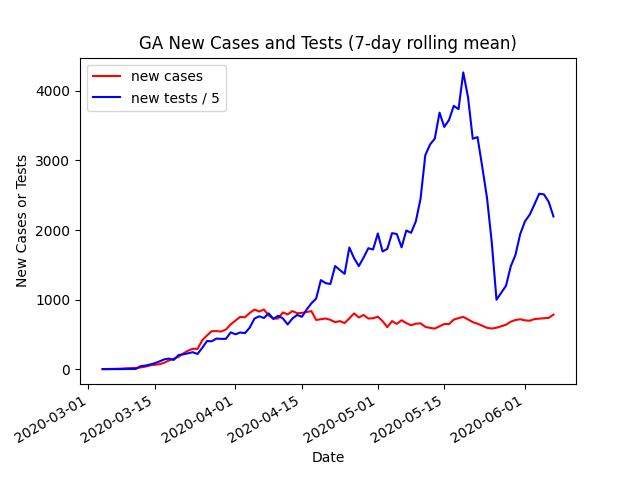 GA New Cases and Tests (7-day rolling mean)
new cases
new tests / 5
New Cases or Tests
4000
3000
2000
1000
0
2020-03-01
2020-03-15
2020-04-01
2020-04-15
2020-05-01
2020-05-15
2020-06-01
Date